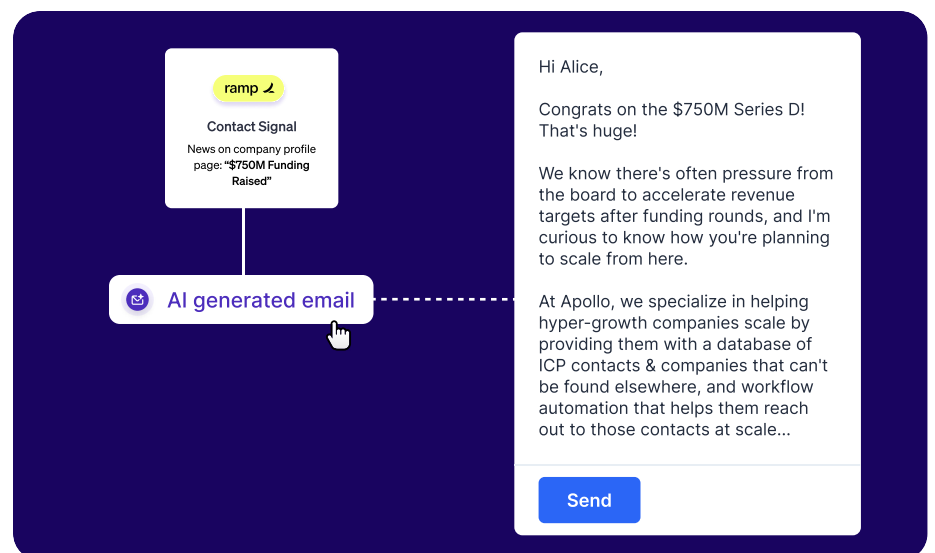 ramp
Contact Signal
News on company profile
page: “$750M Funding
Raised”
AI generated email
Hi Alice,
Congrats on the $750M Series D!
That's huge!
We know there's often pressure from
the board to accelerate revenue
targets after funding rounds, and I'm
curious to know how you're planning
to scale from here.
At Apollo, we specialize in helping
hyper-growth companies scale by
providing them with a database of
ICP contacts & companies that can't
be found elsewhere, and workflow
automation that helps them reach
out to those contacts at scale...
Send